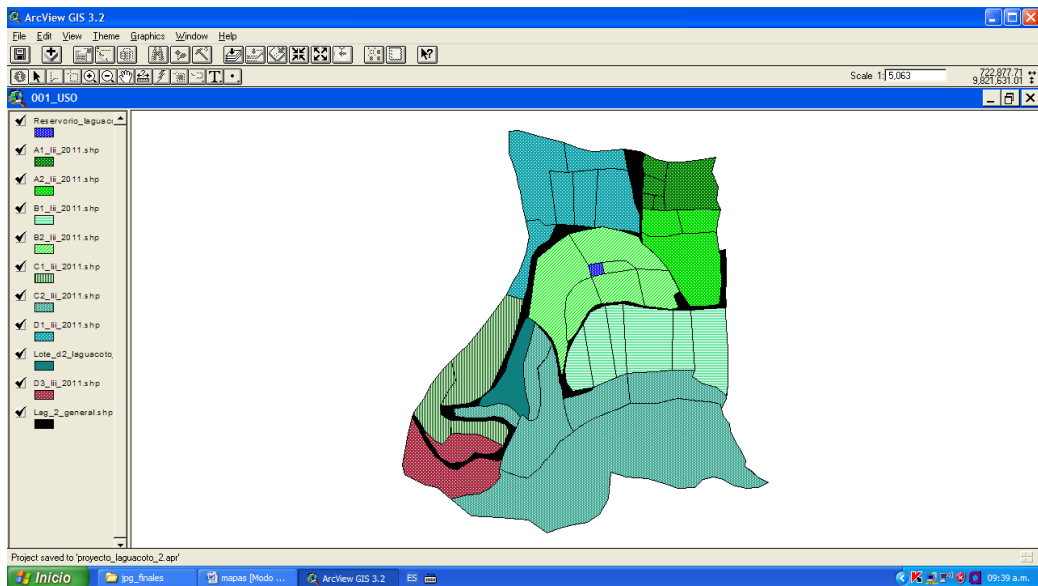 ArcView GIS 3.2
File Edit View Theme Graphics Window Help
Scale 1: 5,063
722,877.71
9,821,631.01
001_USO
Reservorio_laguac
A1_lii_2011.shp
A2_lii_2011.shp
B1_lii_2011.shp
B2_lii_2011.shp
C1_lii_2011.shp
C2_lii_2011.shp
D1_lii_2011.shp
Lote_d2_laguacoto
D3_lii_2011.shp
Lag_2_general.shp
Project saved to 'proyecto_laguacoto_2.apr'
Inicio jpg_finales mapas [Modo ... ArcView GIS 3.2 ES 09:39 a.m.